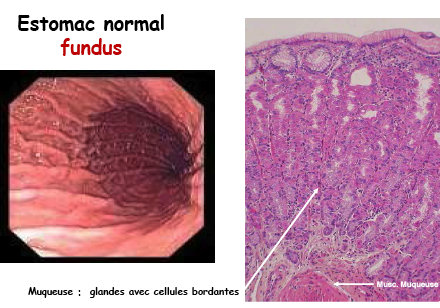 Estomac normal
fundus
Musc. Muqueuse
Muqueuse : glandes avec cellules bordantes